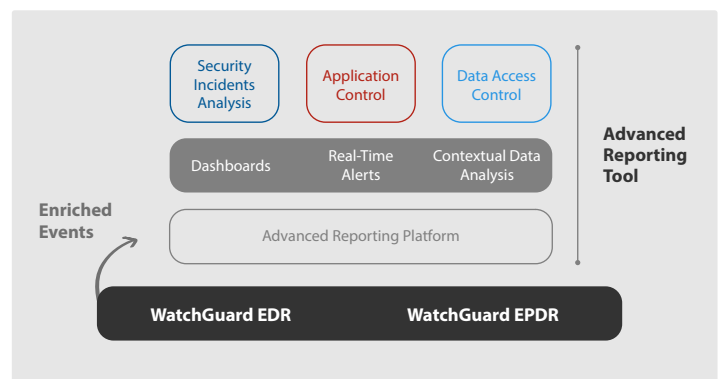 Security
Incidents
Analysis
Application
Control
Data Access
Control
Dashboards
Real-Time
Alerts
Contextual Data
Analysis
Advanced
Reporting
Tool
Enriched
Events
Advanced Reporting Platform
WatchGuard EDR
WatchGuard EPDR